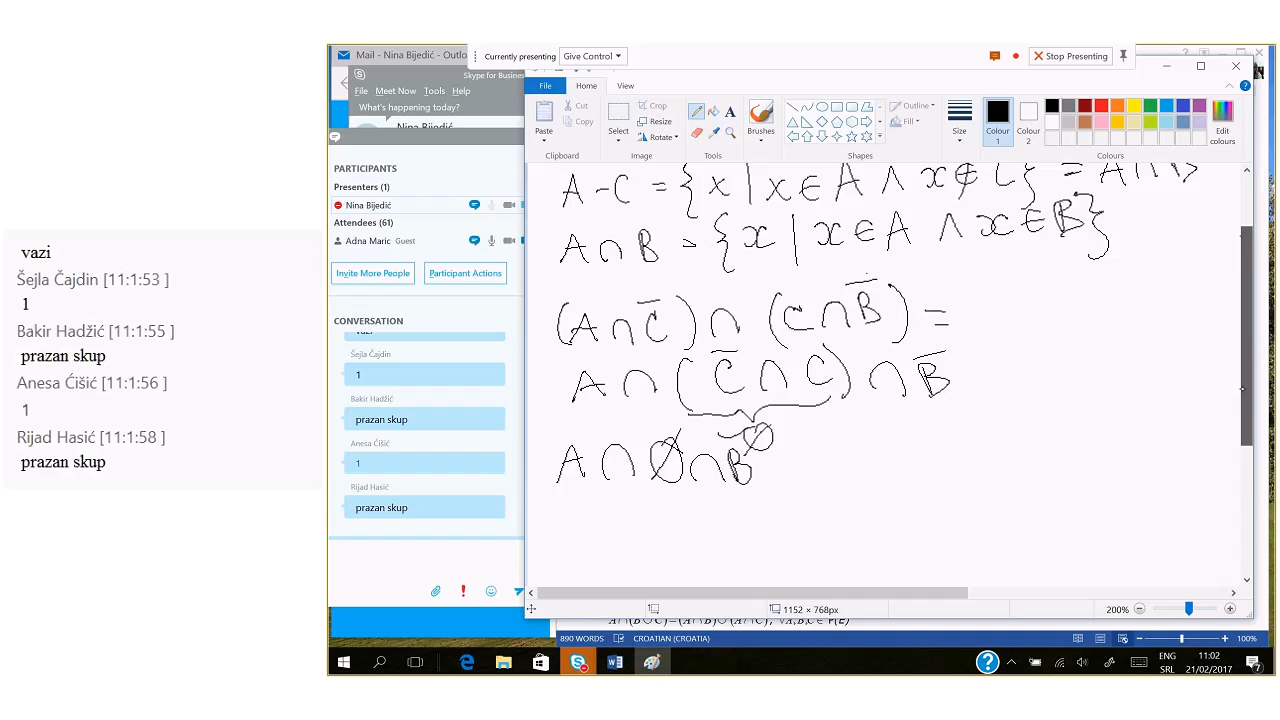 vazi
Šejla Čajdin [11:1:53 ]
1
Bakir Hadžić [11:1:55 ]
prazan skup
Anesa Ćišić [11:1:56 ]
1
Rijad Hasić [11:1:58 ]
prazan skup
Mail - Nina Bijedić - Outlo
Currently presenting
Give Control
Stop Presenting
Skype for Busine
File Meet Now Tools Help
What's happening today?
Nina Bijedić
PARTICIPANTS
Presenters (1)
Nina Bijedić
Attendees (61)
Adna Maric Guest
Invite More People
Participant Actions
CONVERSATION
Šejla Čajdin
1
Bakir Hadžić
prazan skup
Anesa Čišić
1
Rijad Hasić
prazan skup
File Home View
Paste
Cut
Copy
Clipboard
Select
Crop
Resize
Rotate
Image
A
Tools
Brushes
Outline
Fill
Shapes
Size
Colour 1
Colour 2
Edit colours
Colours
A - C = {x | x ∈ A ∧ x ∉ C} = A ∩
A ∩ B = {x | x ∈ A ∧ x ∈ B}
(A ∩ C̅) ∩ (C ∩ B̅) =
A ∩ (C̅ ∩ C) ∩ B̅
∅
A ∩ ∅ ∩ B̅
1152 × 768px
200%
A∩(B∪C)=(A∩B)∪(A∩C), ∀A,B,C ∈ P(E)
890 WORDS
CROATIAN (CROATIA)
100%
ENG
SRL
11:02
21/02/2017
7